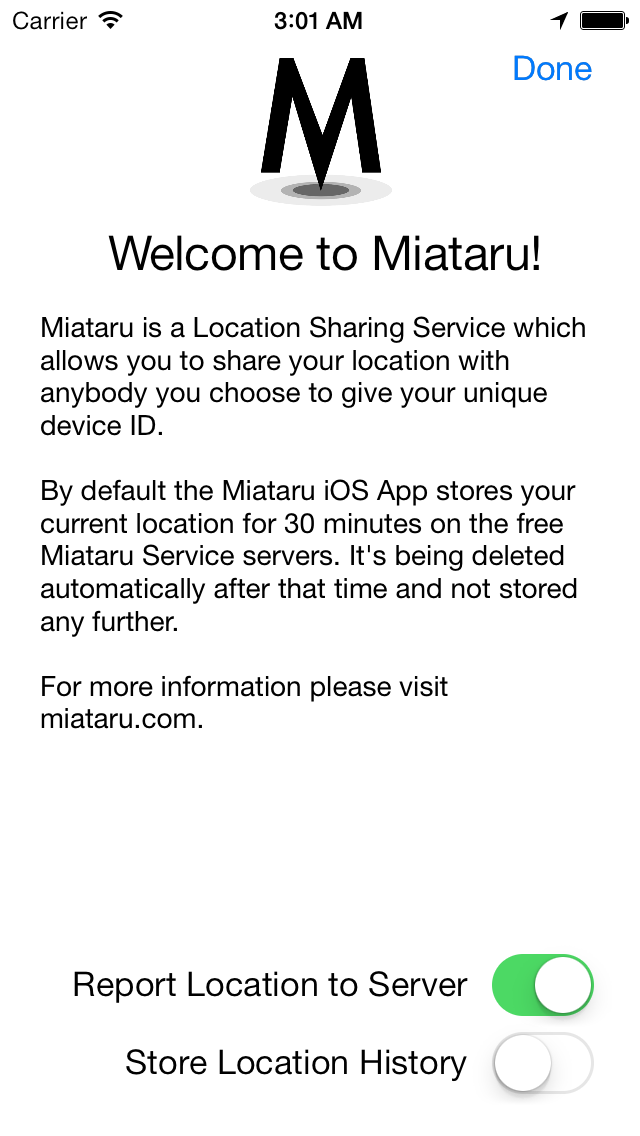 Carrier 3:01 AM
Done
M
Welcome to Miataru!
Miataru is a Location Sharing Service which
allows you to share your location with
anybody you choose to give your unique
device ID.
By default the Miataru iOS App stores your
current location for 30 minutes on the free
Miataru Service servers. It's being deleted
automatically after that time and not stored
any further.
For more information please visit
miataru.com.
Report Location to Server
Store Location History